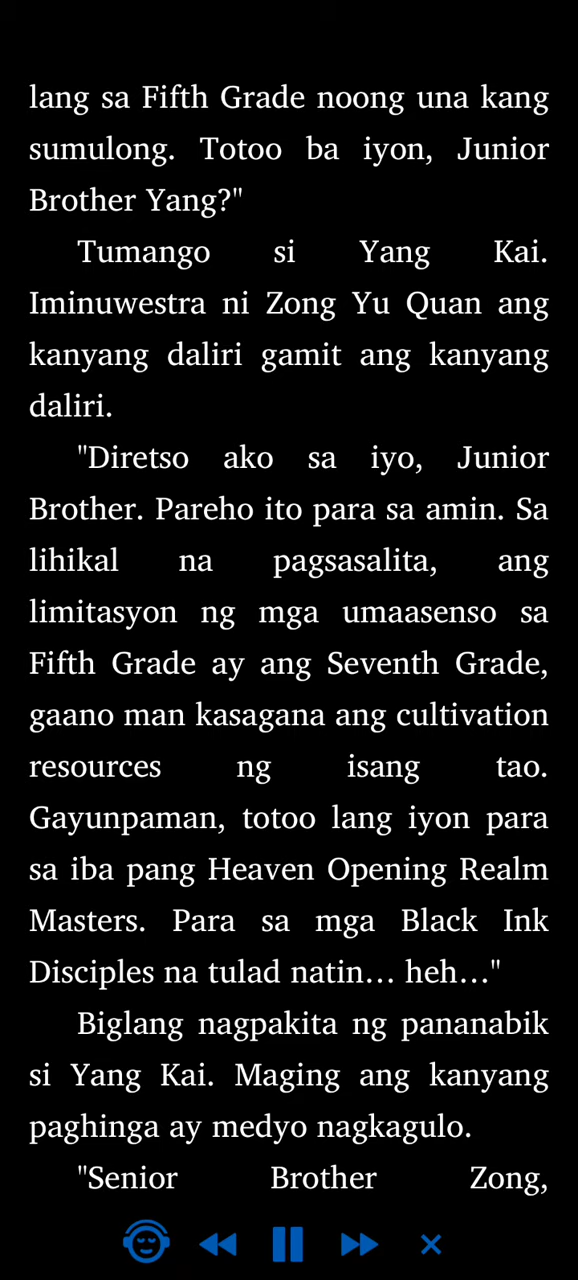 lang sa Fifth Grade noong una kang
sumulong. Totoo ba iyon, Junior
Brother Yang?"
Tumango si Yang Kai.
Iminuwestra ni Zong Yu Quan ang
kanyang daliri gamit ang kanyang
daliri.
"Diretso ako sa iyo, Junior
Brother. Pareho ito para sa amin. Sa
lihikal na pagsasalita, ang
limitasyon ng mga umaasenso sa
Fifth Grade ay ang Seventh Grade,
gaano man kasagana ang cultivation
resources ng isang tao.
Gayunpaman, totoo lang iyon para
sa iba pang Heaven Opening Realm
Masters. Para sa mga Black Ink
Disciples na tulad natin… heh…"
Biglang nagpakita ng pananabik
si Yang Kai. Maging ang kanyang
paghinga ay medyo nagkagulo.
"Senior Brother Zong,